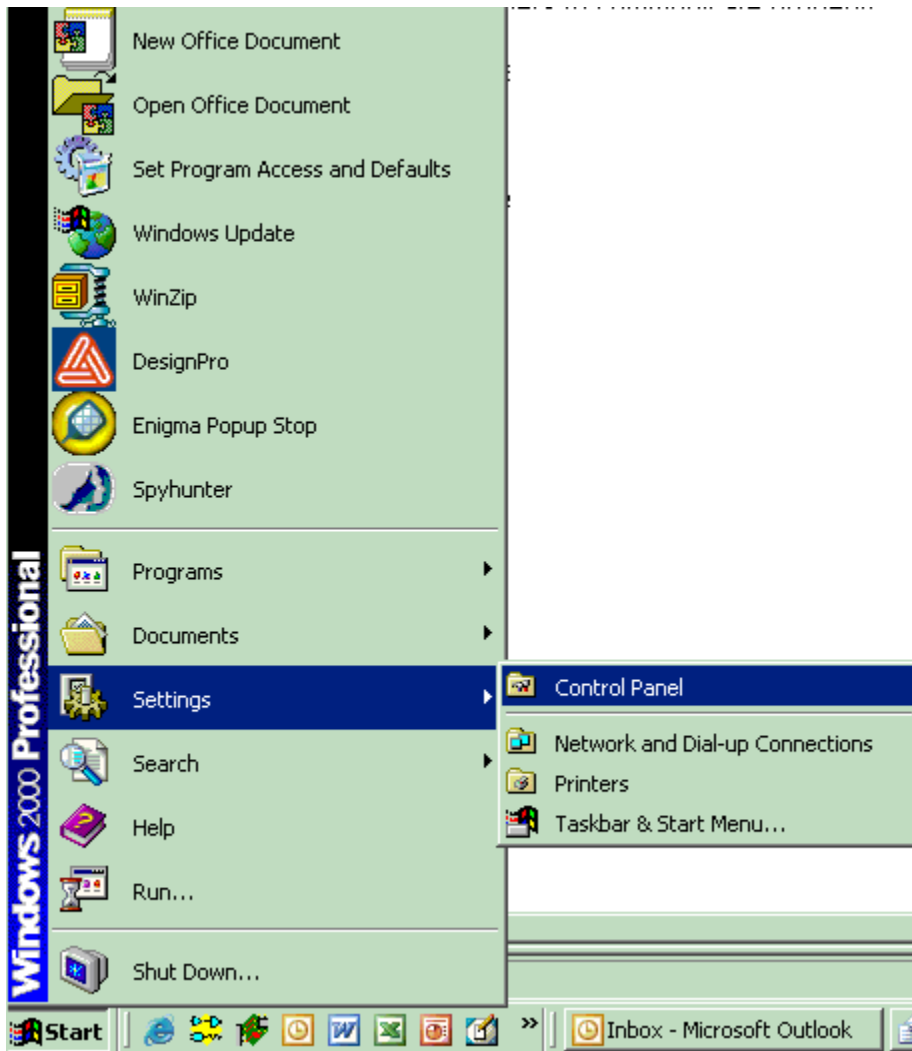 New Office Document
Open Office Document
Set Program Access and Defaults
Windows Update
WinZip
DesignPro
Enigma Popup Stop
Spyhunter
Programs
Documents
Settings
Control Panel
Network and Dial-up Connections
Printers
Taskbar & Start Menu...
Search
Help
Run...
Shut Down...
Windows 2000 Professional
Start
Inbox - Microsoft Outlook